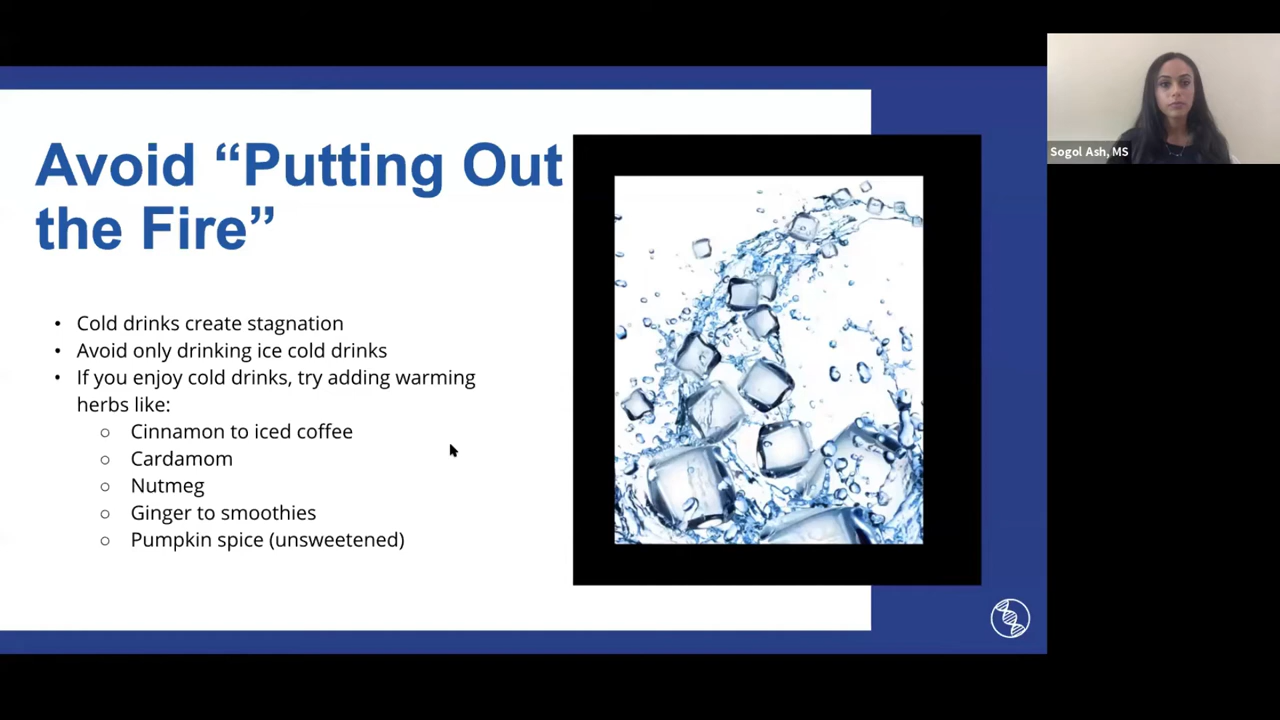 Avoid “Putting Out
the Fire”
• Cold drinks create stagnation
• Avoid only drinking ice cold drinks
• If you enjoy cold drinks, try adding warming
herbs like:
○ Cinnamon to iced coffee
○ Cardamom
○ Nutmeg
○ Ginger to smoothies
○ Pumpkin spice (unsweetened)
Sogol Ash, MS